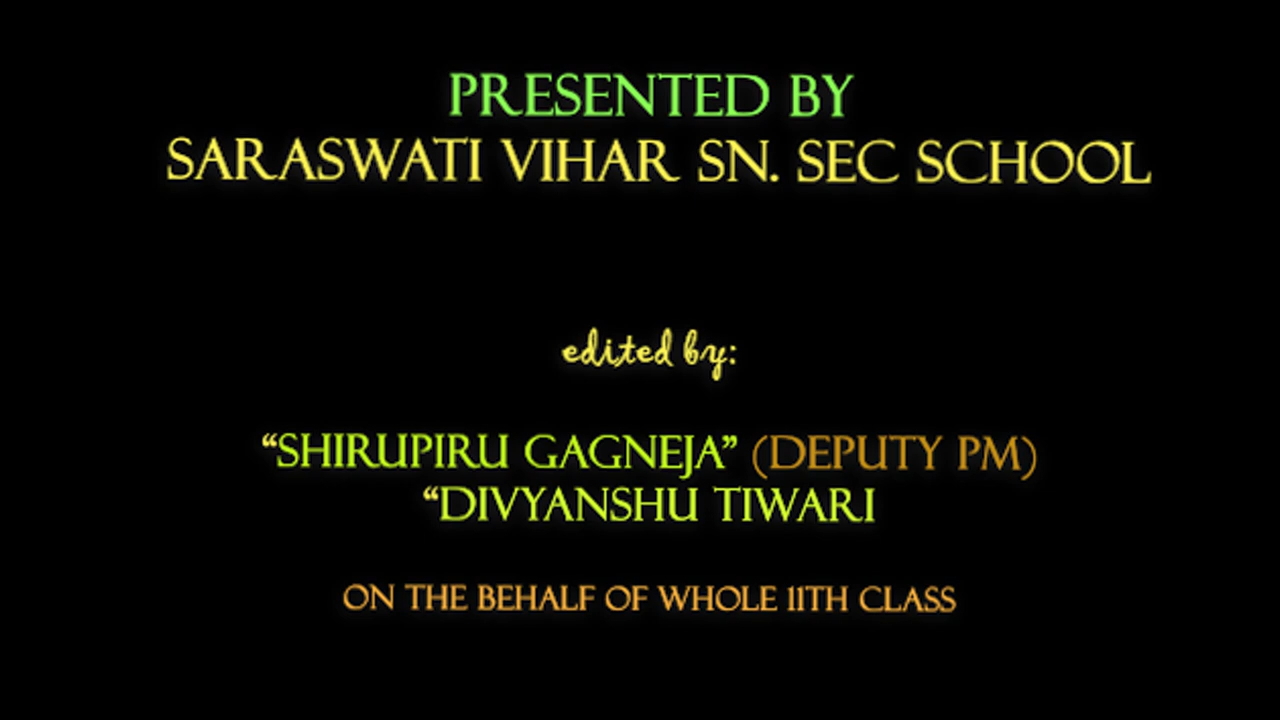 PRESENTED BY
SARASWATI VIHAR SN. SEC SCHOOL
edited by:
“SHIRUPIRU GAGNEJA” (DEPUTY PM)
“DIVYANSHU TIWARI
ON THE BEHALF OF WHOLE 11TH CLASS